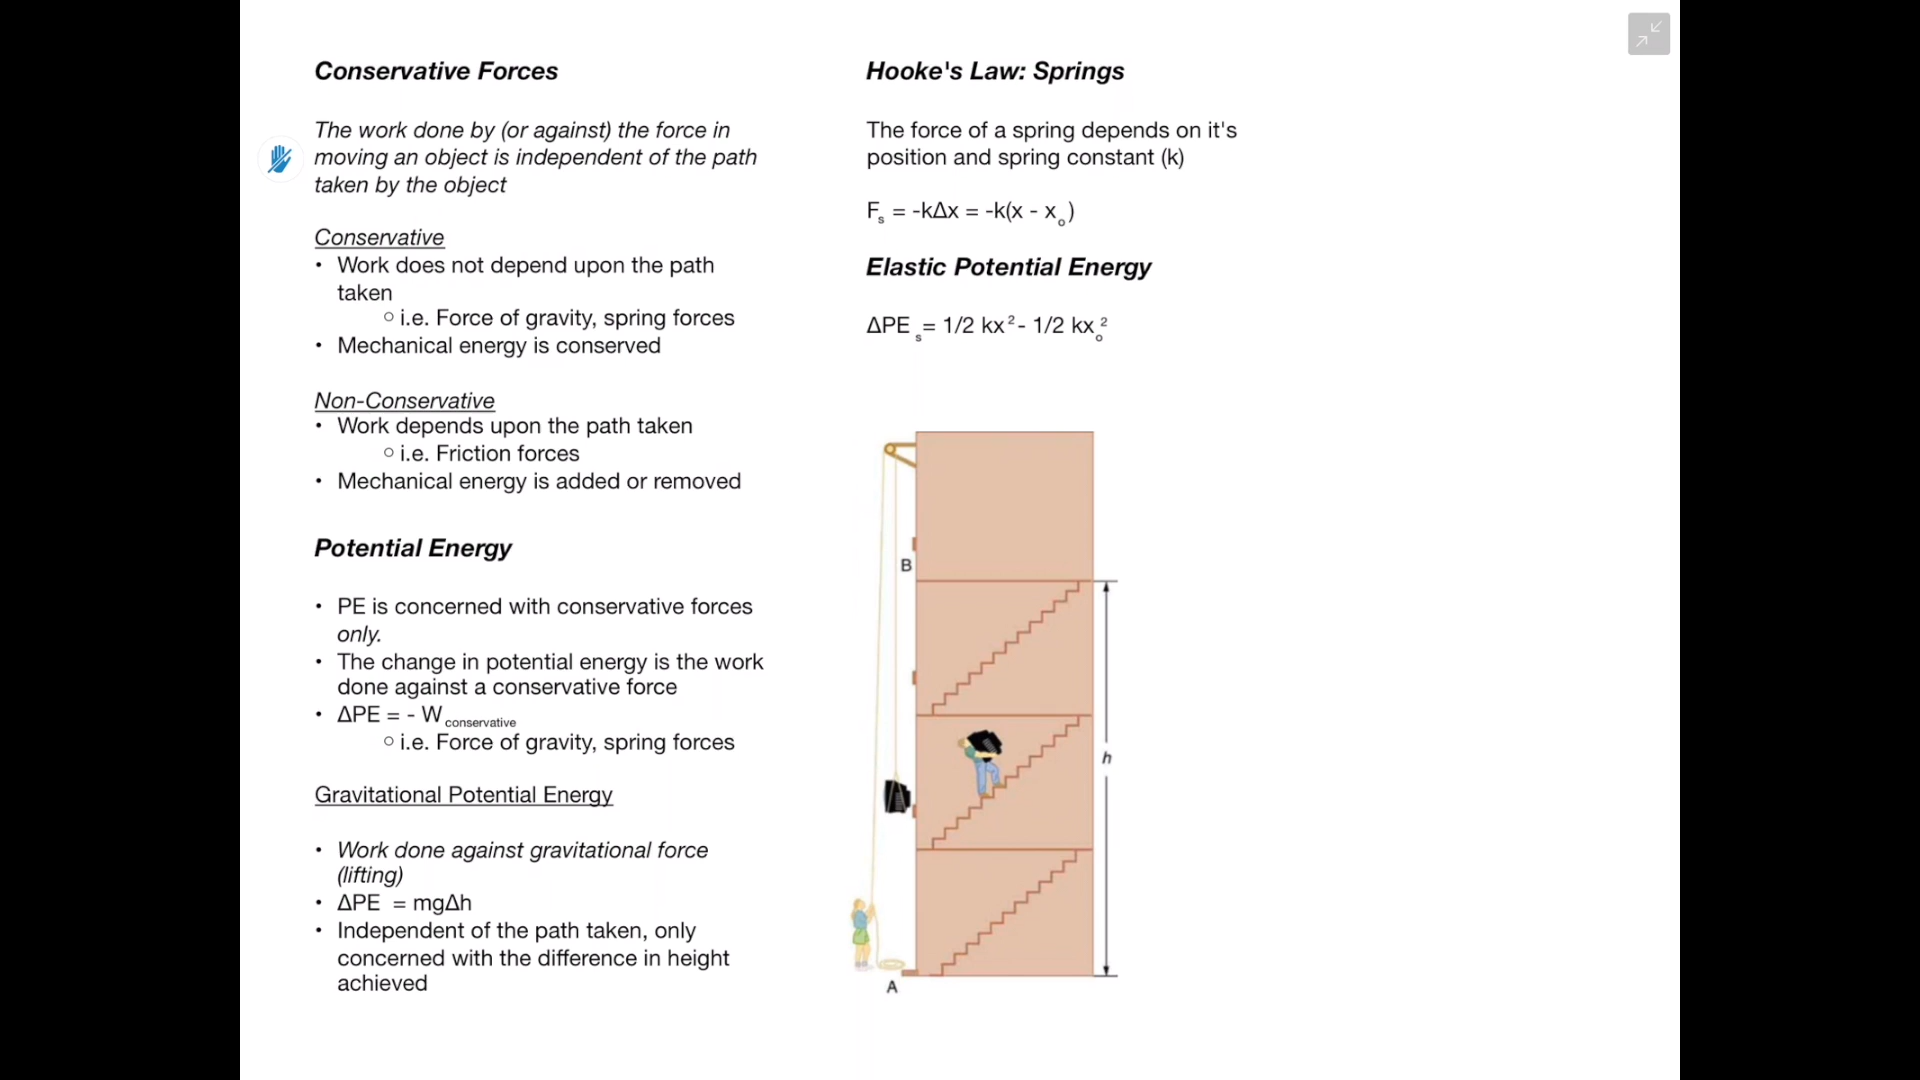 Conservative Forces
The work done by (or against) the force in
moving an object is independent of the path
taken by the object
Conservative
• Work does not depend upon the path
taken
○ i.e. Force of gravity, spring forces
• Mechanical energy is conserved
Non-Conservative
• Work depends upon the path taken
○ i.e. Friction forces
• Mechanical energy is added or removed
Potential Energy
• PE is concerned with conservative forces
only.
• The change in potential energy is the work
done against a conservative force
• ΔPE = - W conservative
○ i.e. Force of gravity, spring forces
Gravitational Potential Energy
• Work done against gravitational force
(lifting)
• ΔPE = mgΔh
• Independent of the path taken, only
concerned with the difference in height
achieved
Hooke's Law: Springs
The force of a spring depends on it's
position and spring constant (k)
Fₛ = -kΔx = -k(x - xₒ)
Elastic Potential Energy
ΔPEₛ = 1/2 kx² - 1/2 kxₒ²
B
h
A